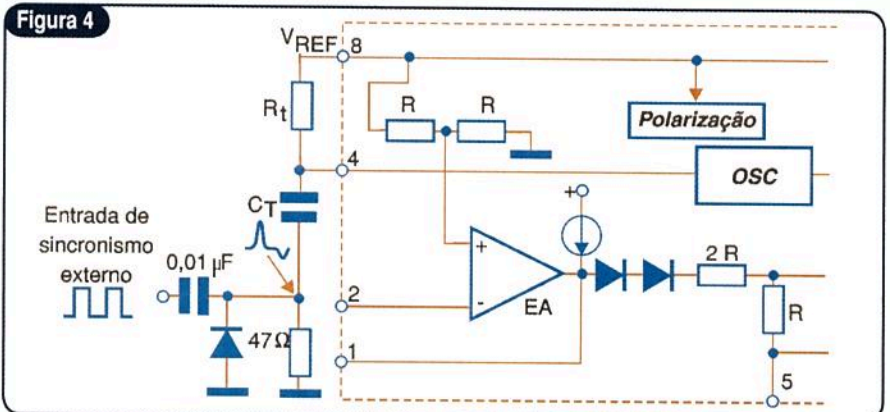 Figura 4
VREF
8
Rt
R
R
Polarização
4
OSC
CT
Entrada de
sincronismo
externo
0,01 µF
+
+
2 R
2
-
EA
47Ω
R
1
5